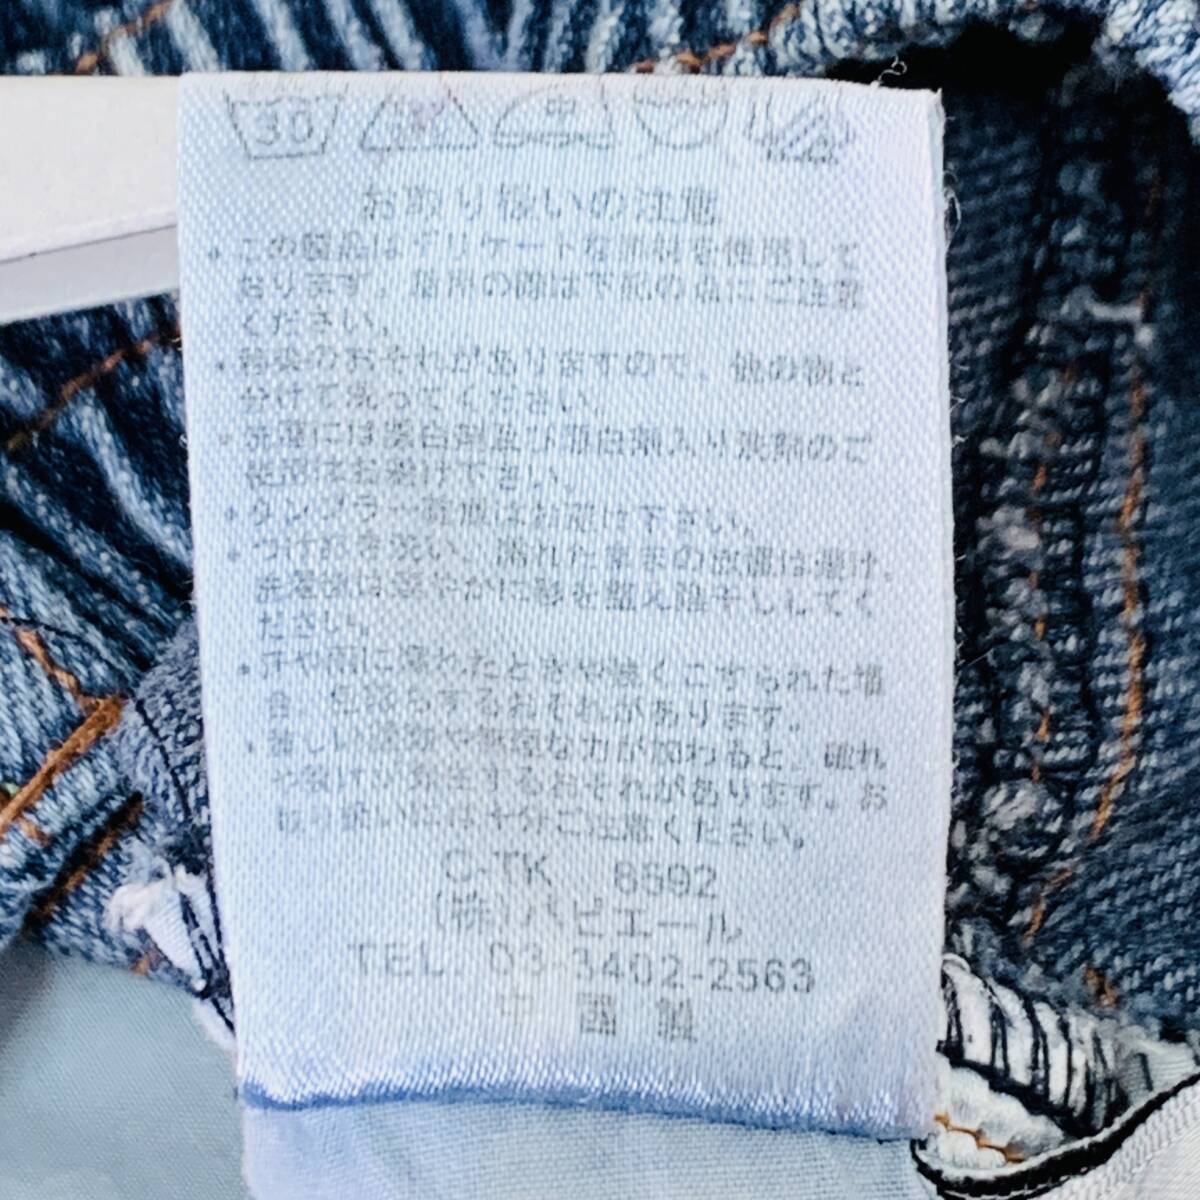 30
お取り扱いの注意
・この製品はデリケートな素材を使用して
おります。着用の際は下記の点にご注意
ください。
・移染のおそれがありますので、他の物と
分けて洗ってください。
・洗濯には漂白剤及び蛍白剤入り洗剤のご
使用はお避け下さい。
・タンブラー乾燥はお避け下さい。
・つけおき洗い、濡れたままの放置は避け
洗濯後は速やかに形を整え陰干ししてく
ださい。
・汗や雨に濡れたときや強くこすられた場
合、色落ちするおそれがあります。
・激しい摩擦や な力が加わると、破れ
や裂けが発生するおそれがあります。お
取り扱いには十分ご注意ください。
C-TK 8592
(株)パピエール
TEL. 03-3402-2563
中国製